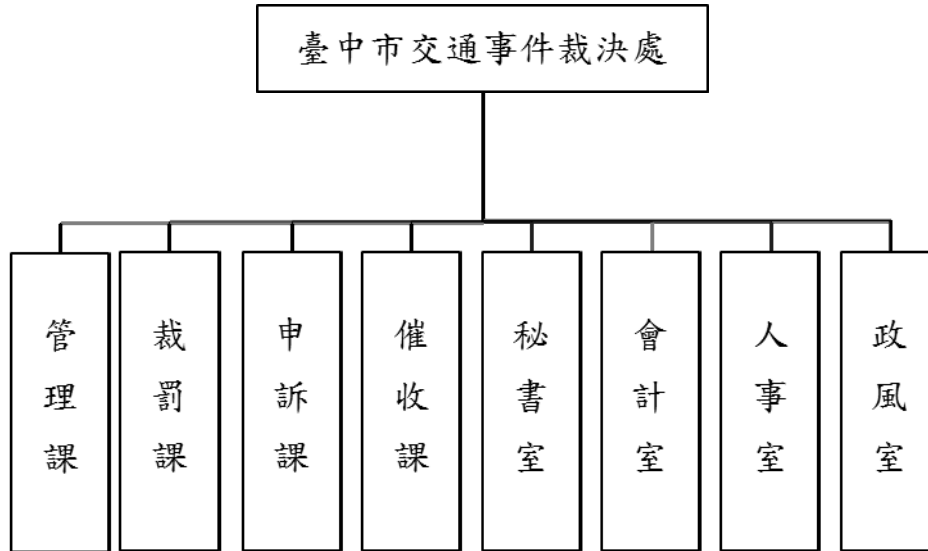 臺中市交通事件裁決處
管理課
裁罰課
申訴課
催收課
秘書室
會計室
人事室
政風室